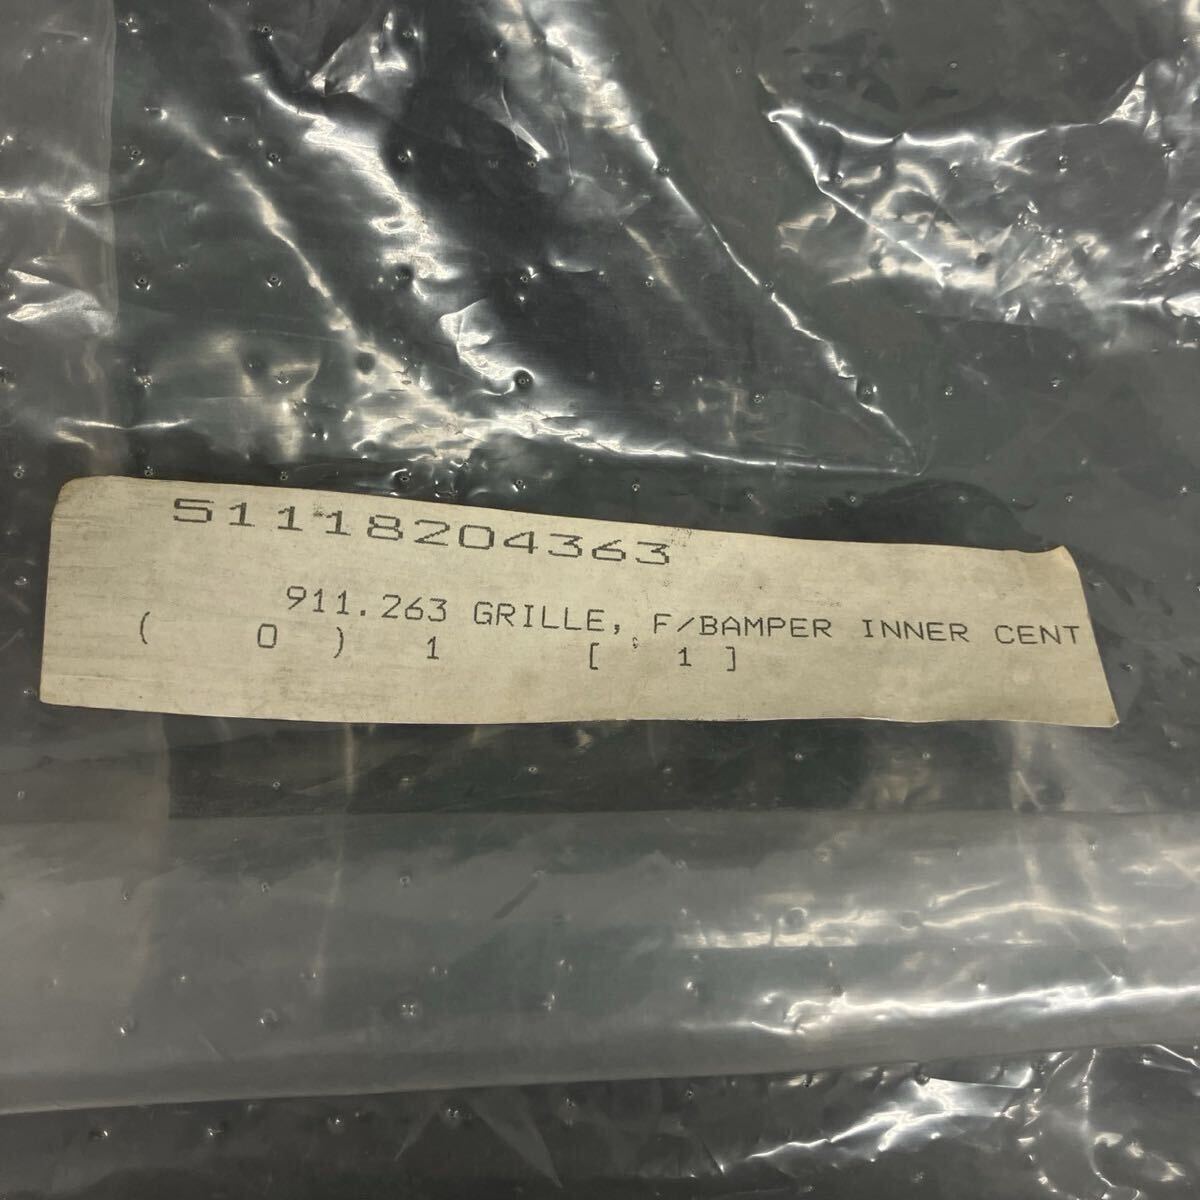 51118204363
911.263 GRILLE, F/BAMPER INNER CENT
( 0 ) 1 [ 1 ]